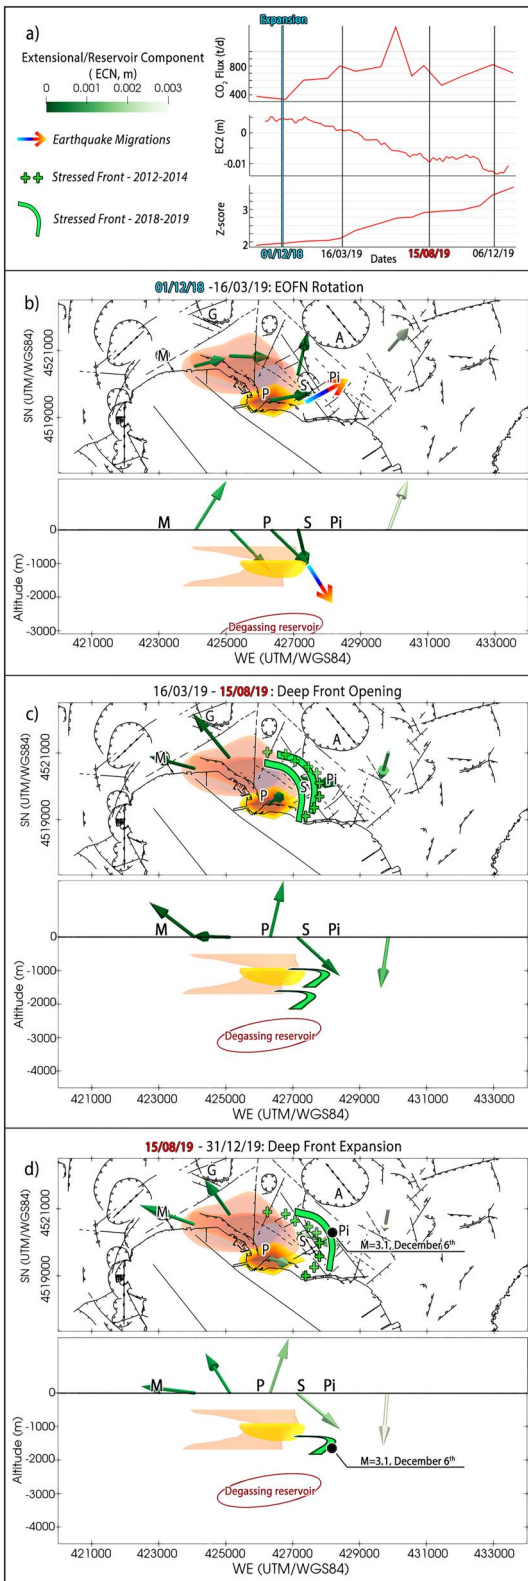 a)
Expansion
Extensional/Reservoir Component
( ECN, m)
0 0.001 0.002 0.003
Earthquake Migrations
Stressed Front - 2012-2014
Stressed Front - 2018-2019
CO2 Flux (t/d)
800
400
EC2 (m)
0
-0.01
Z-score
3
2
01/12/18 16/03/19 15/08/19 06/12/19
Dates
b)
01/12/18 -16/03/19: EOFN Rotation
SN (UTM/WGS84)
4521000
4519000
G
A
M
S
Pi
P
M P S Pi
Altitude (m)
0
-1000
-2000
-3000
Degassing reservoir
421000 423000 425000 427000 429000 431000 433000
WE (UTM/WGS84)
16/03/19 - 15/08/19 : Deep Front Opening
c)
SN (UTM/WGS84)
4521000
4519000
G
A
M
S
Pi
P
M P S Pi
Altitude (m)
0
-1000
-2000
-3000
-4000
Degassing reservoir
421000 423000 425000 427000 429000 431000 433000
WE (UTM/WGS84)
15/08/19 - 31/12/19: Deep Front Expansion
d)
SN (UTM/WGS84)
4521000
4519000
G
A
M
S
Pi
P
M=3.1, December 6th
M P S Pi
Altitude (m)
0
-1000
-2000
-3000
-4000
M=3.1, December 6th
Degassing reservoir
421000 423000 425000 427000 429000 431000 433000
WE (UTM/WGS84)